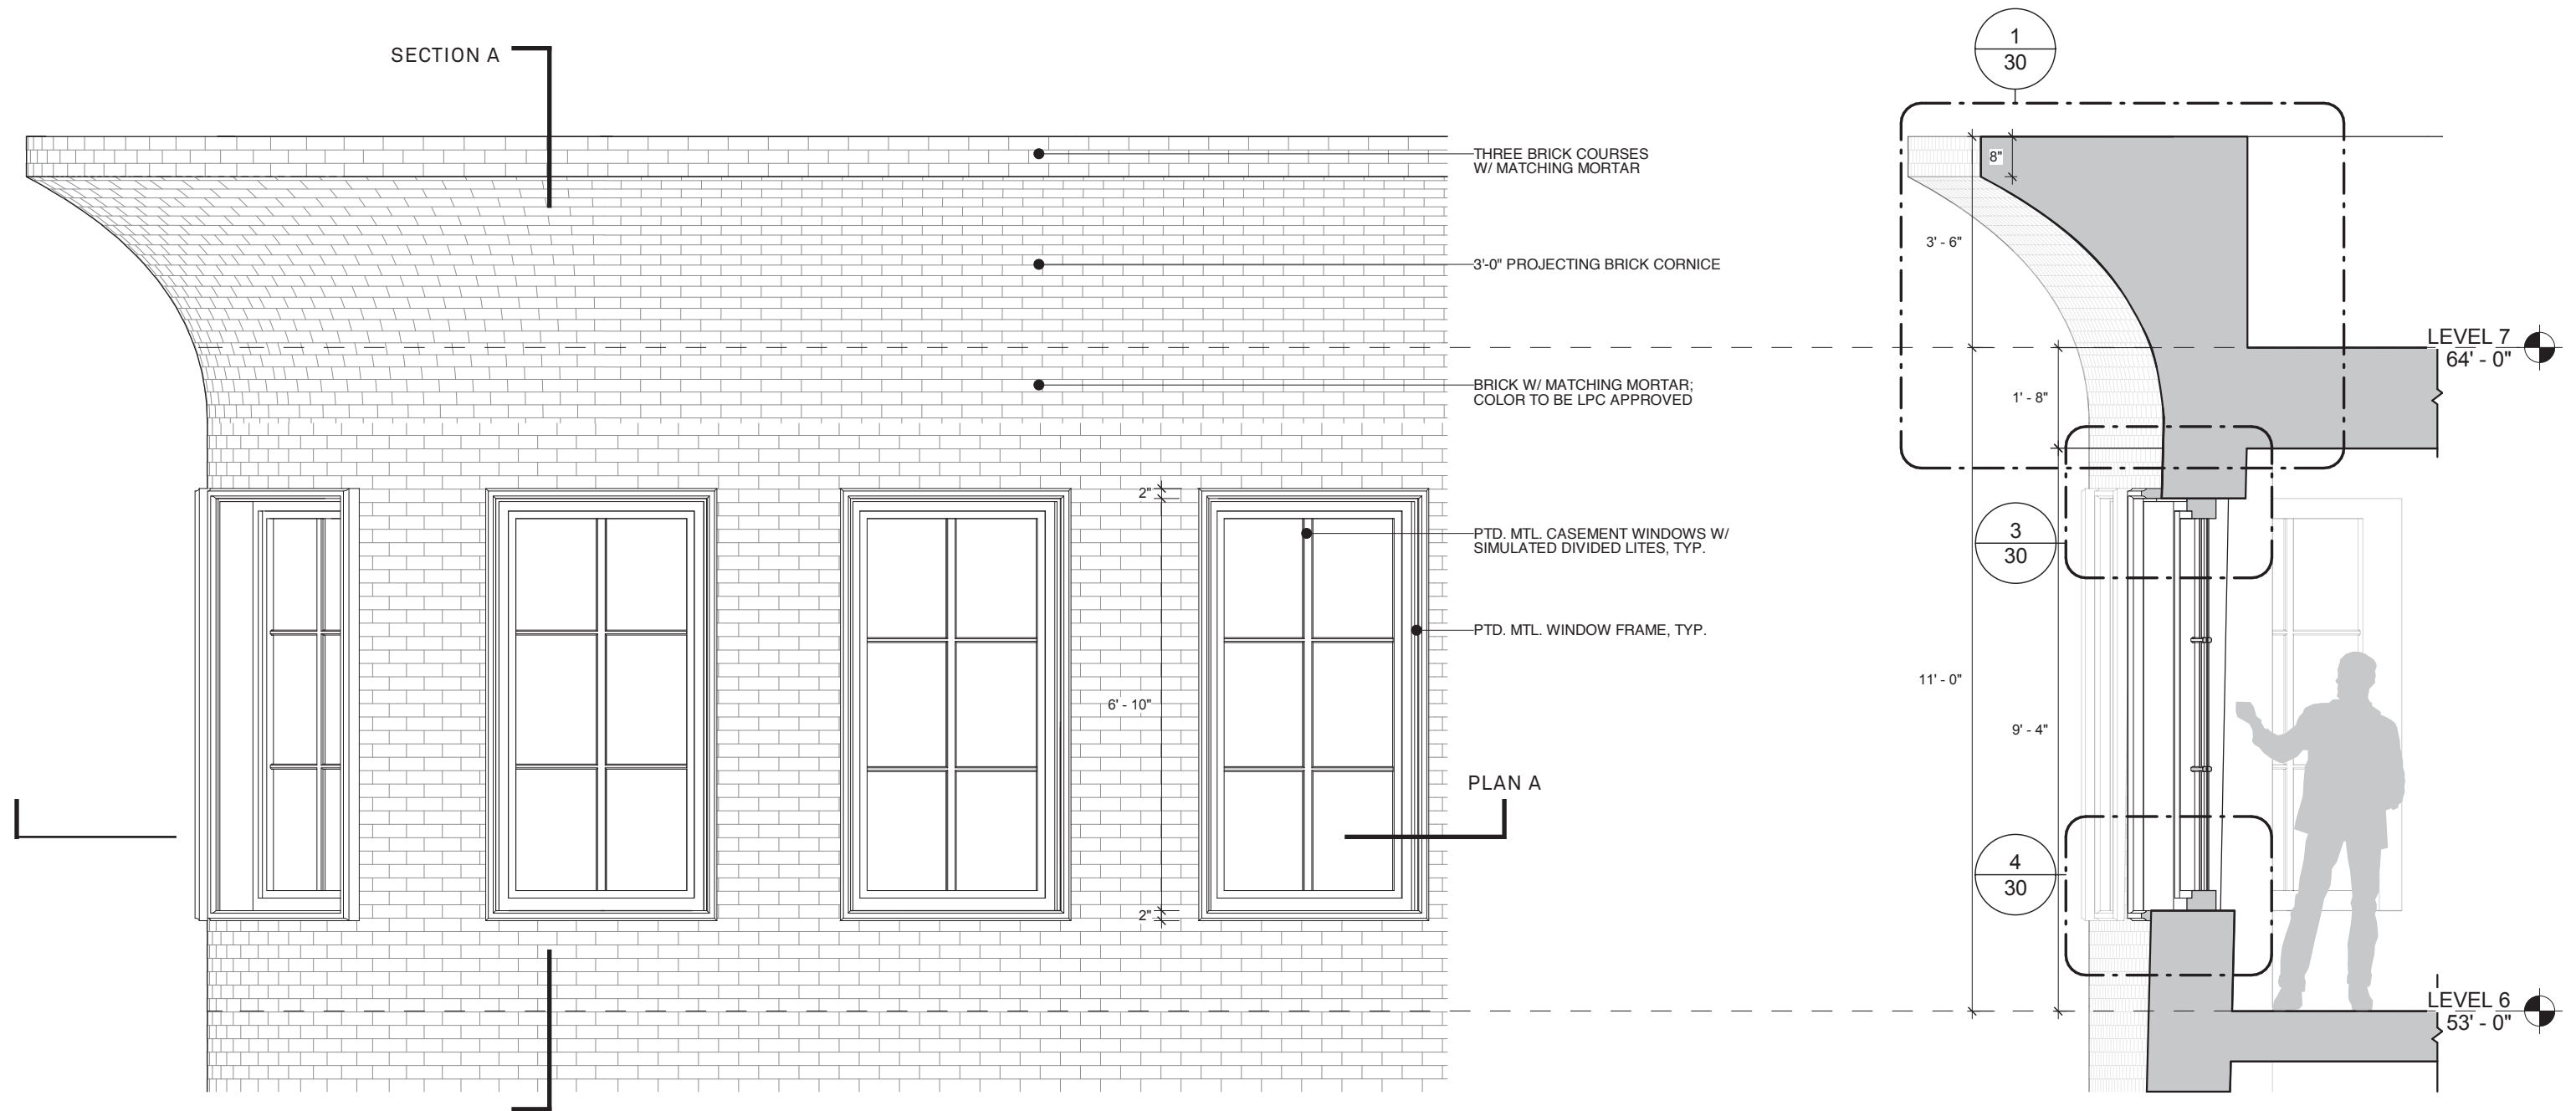 SECTION A
1
30
THREE BRICK COURSES
W/ MATCHING MORTAR
8"
3'-0" PROJECTING BRICK CORNICE
3' - 6"
LEVEL 7
64' - 0"
BRICK W/ MATCHING MORTAR;
COLOR TO BE LPC APPROVED
1' - 8"
2"
PTD. MTL. CASEMENT WINDOWS W/
SIMULATED DIVIDED LITES, TYP.
3
30
PTD. MTL. WINDOW FRAME, TYP.
11' - 0"
6' - 10"
9' - 4"
PLAN A
4
30
2"
LEVEL 6
53' - 0"